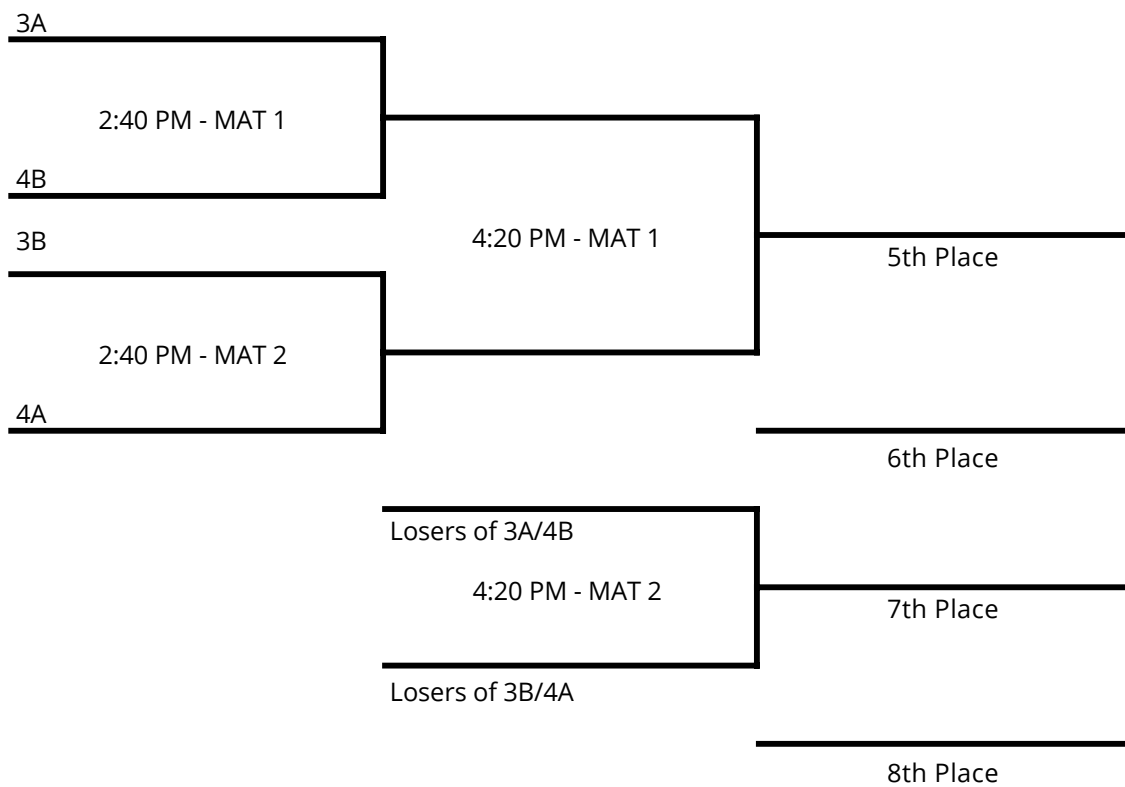 3A
2:40 PM - MAT 1
4B
3B
4:20 PM - MAT 1
5th Place
2:40 PM - MAT 2
4A
6th Place
Losers of 3A/4B
4:20 PM - MAT 2
7th Place
Losers of 3B/4A
8th Place